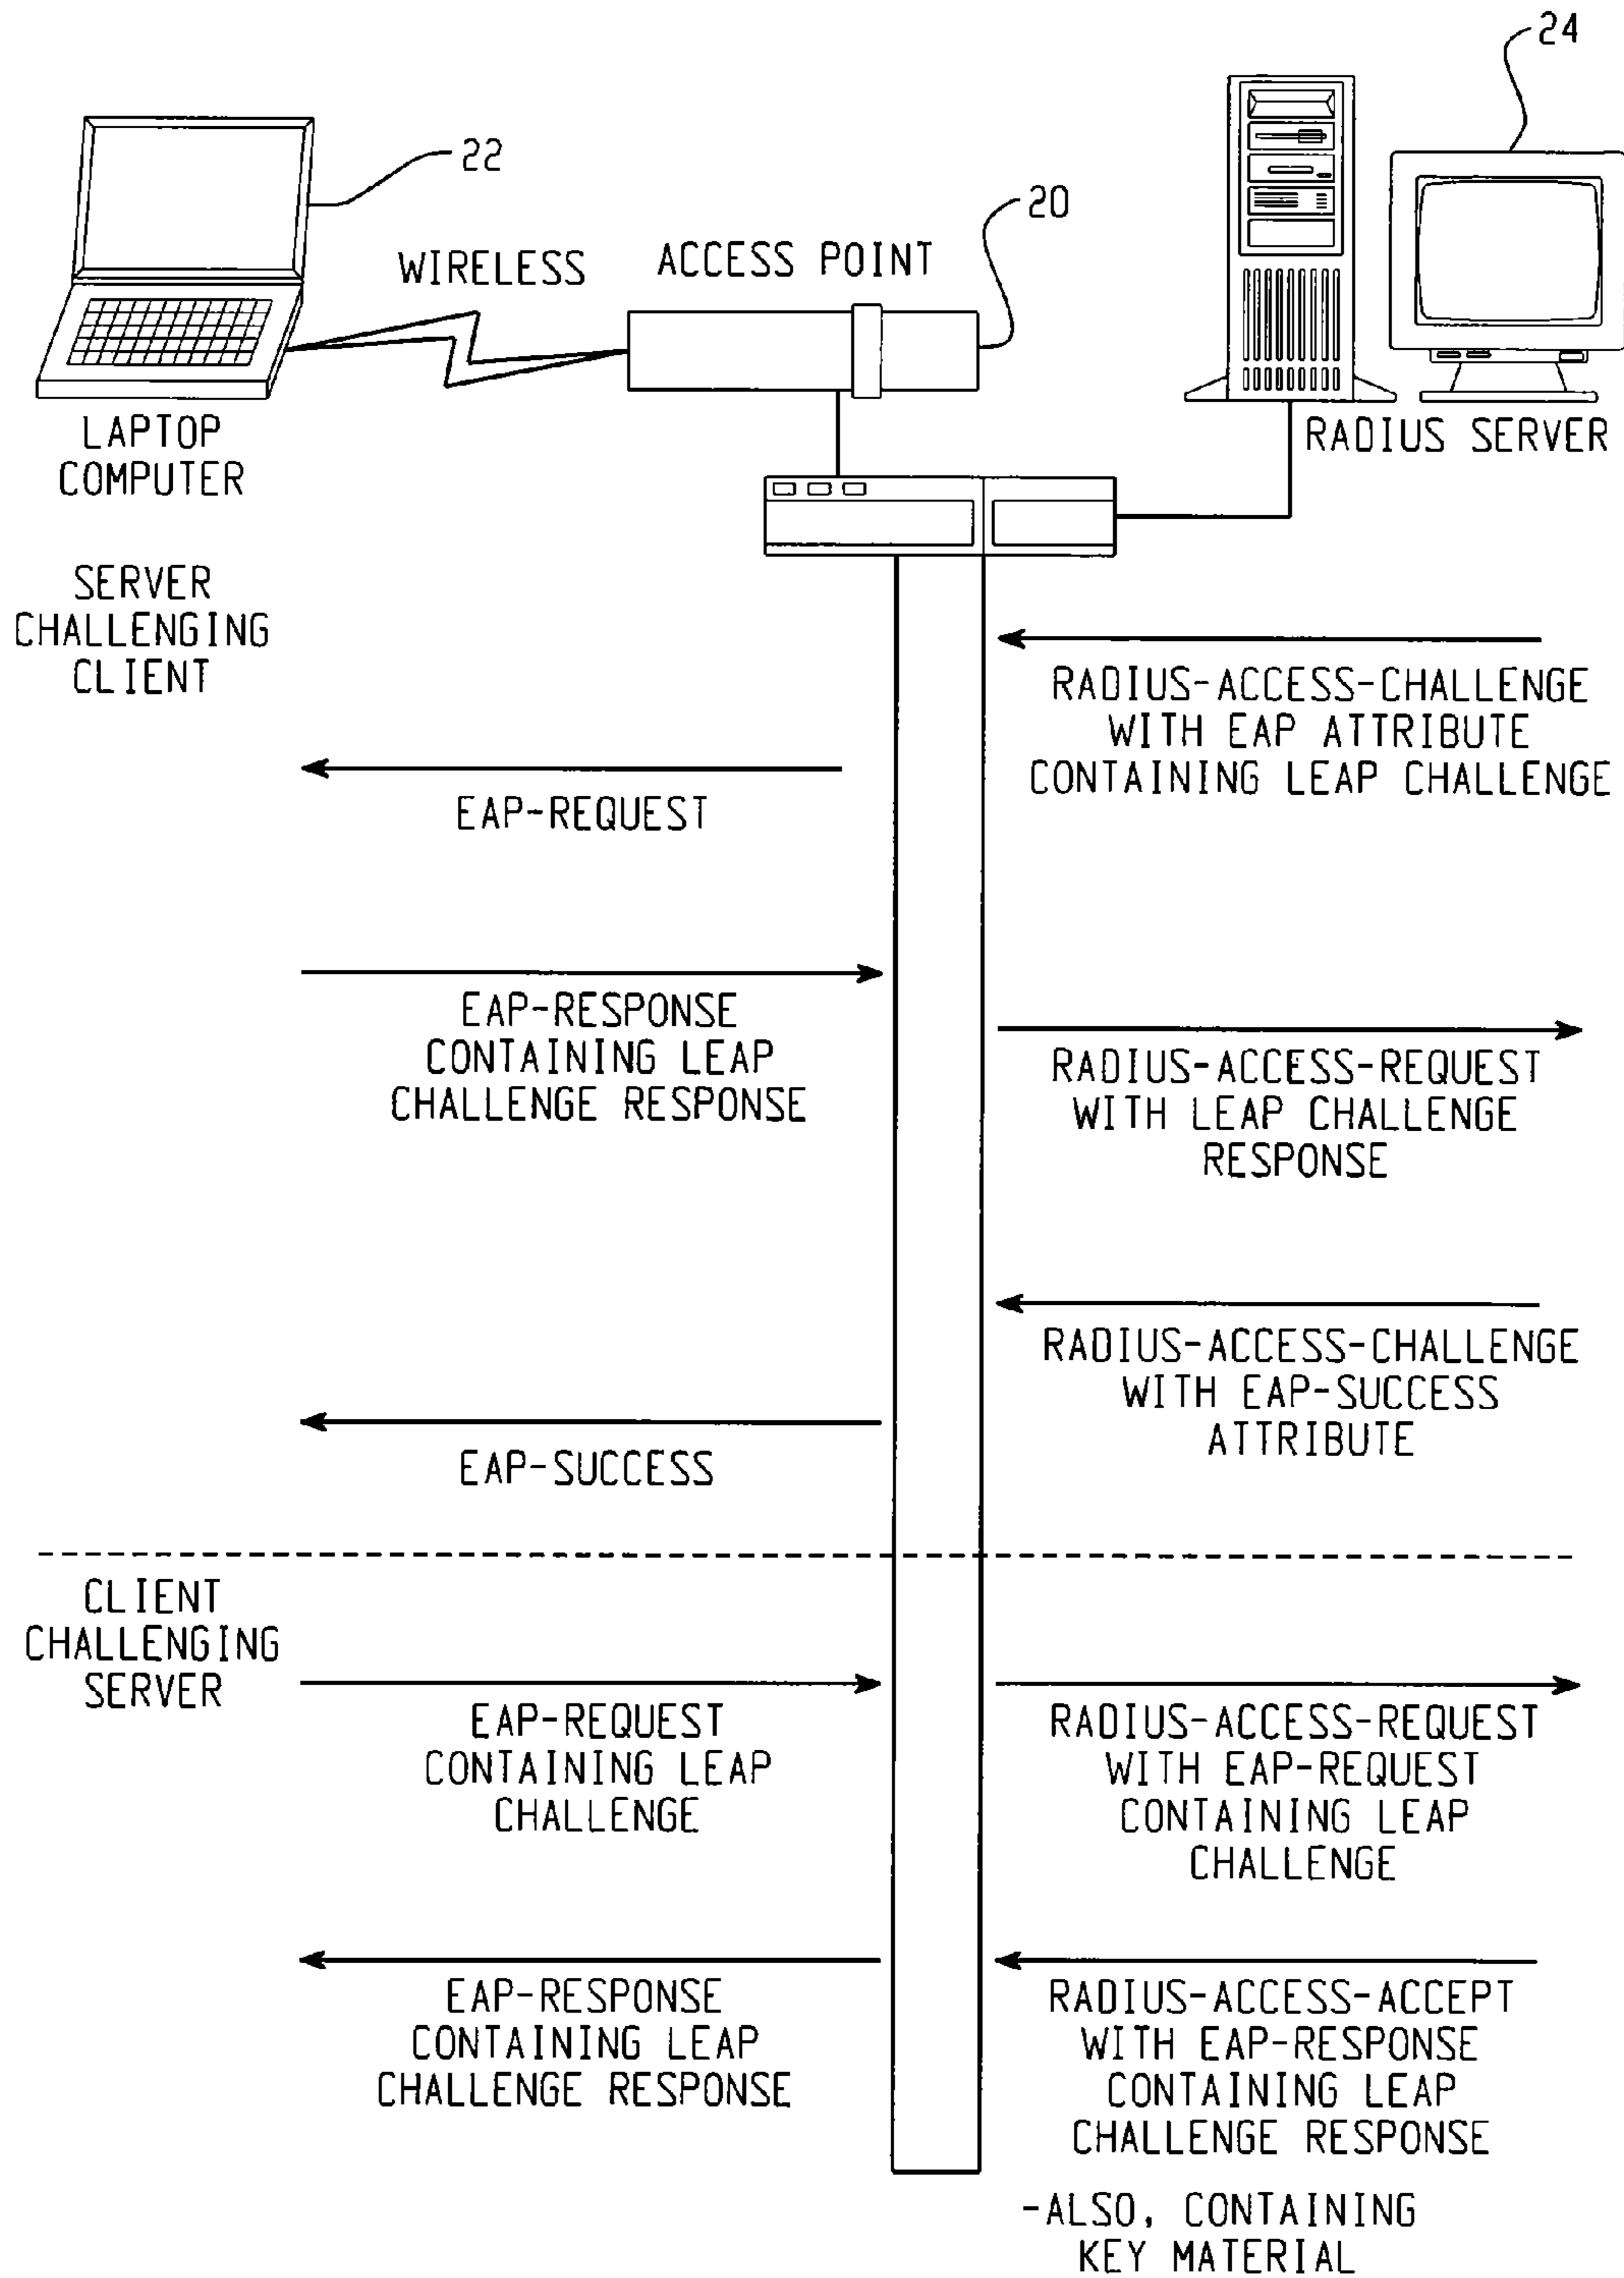 24
22
20
WIRELESS
ACCESS POINT
LAPTOP
COMPUTER
RADIUS SERVER
SERVER
CHALLENGING
CLIENT
RADIUS-ACCESS-CHALLENGE
WITH EAP ATTRIBUTE
CONTAINING LEAP CHALLENGE
EAP-REQUEST
EAP-RESPONSE
CONTAINING LEAP
CHALLENGE RESPONSE
RADIUS-ACCESS-REQUEST
WITH LEAP CHALLENGE
RESPONSE
RADIUS-ACCESS-CHALLENGE
WITH EAP-SUCCESS
ATTRIBUTE
EAP-SUCCESS
CLIENT
CHALLENGING
SERVER
EAP-REQUEST
CONTAINING LEAP
CHALLENGE
RADIUS-ACCESS-REQUEST
WITH EAP-REQUEST
CONTAINING LEAP
CHALLENGE
EAP-RESPONSE
CONTAINING LEAP
CHALLENGE RESPONSE
RADIUS-ACCESS-ACCEPT
WITH EAP-RESPONSE
CONTAINING LEAP
CHALLENGE RESPONSE
-ALSO, CONTAINING
KEY MATERIAL